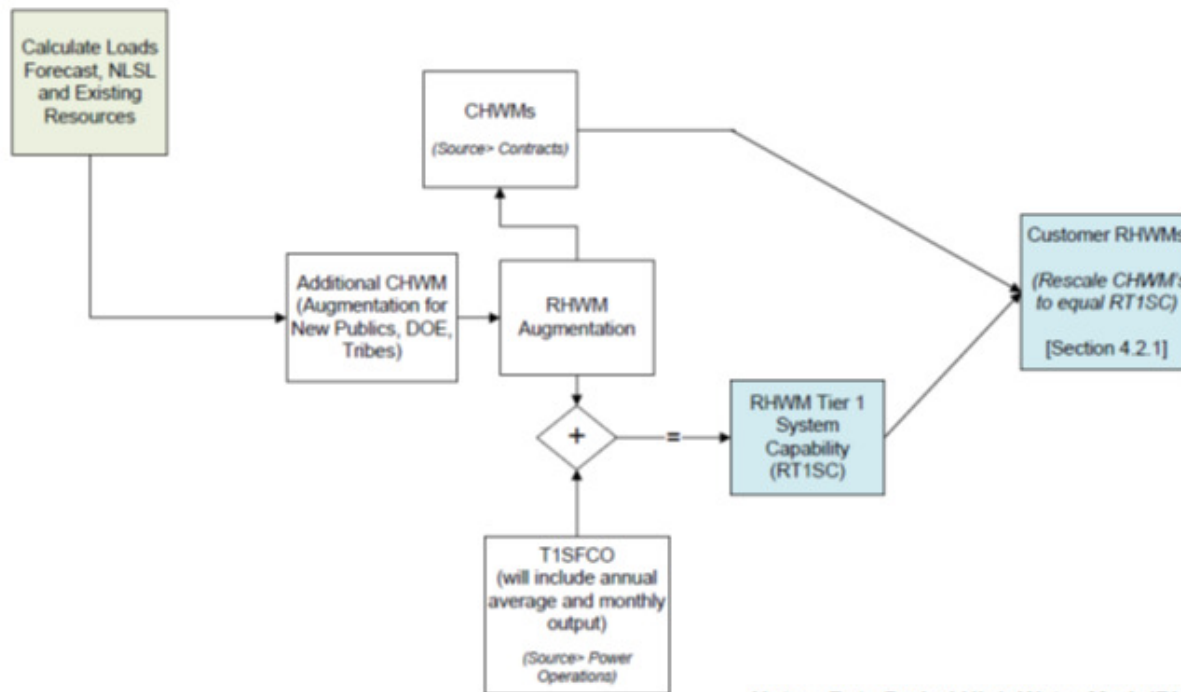 Calculate Loads
Forecast, NLSL
and Existing
Resources
CHWMs
(Source> Contracts)
Additional CHWM
(Augmentation for
New Publics, DOE,
Tribes)
RHWM
Augmentation
Customer RHWMs
(Rescale CHWM's
to equal RT1SC)
[Section 4.2.1]
+
=
RHWM Tier 1
System
Capability
(RT1SC)
T1SFCO
(will include annual
average and monthly
output)
(Source> Power
Operations)